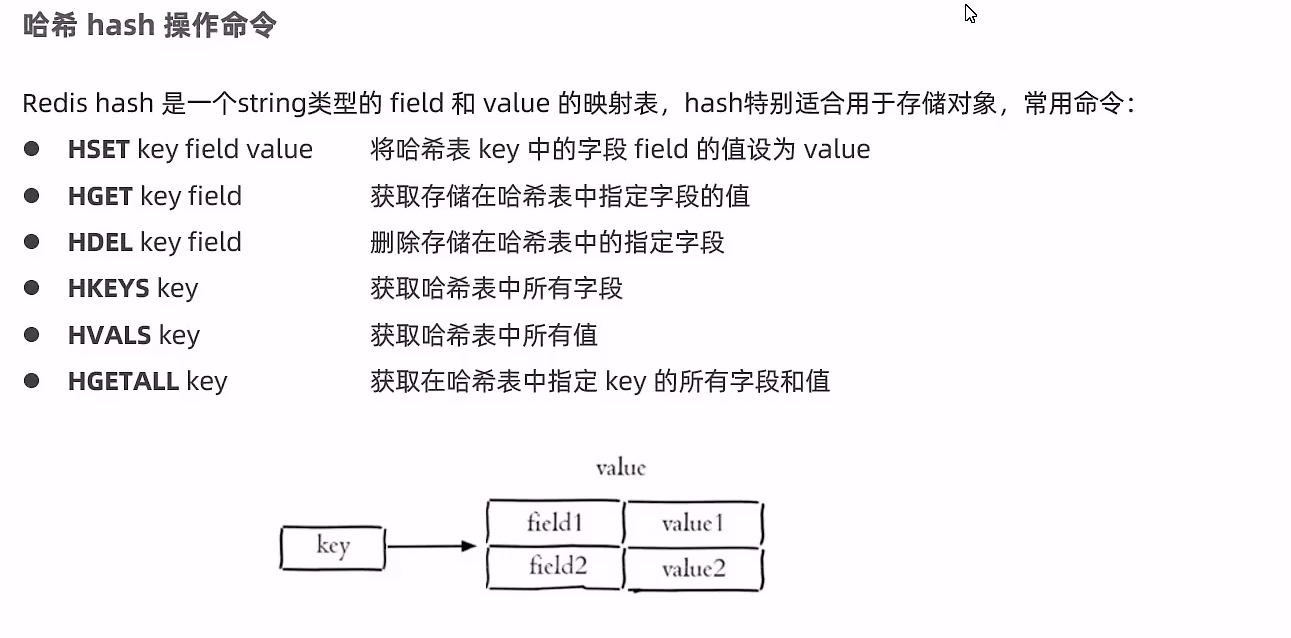 哈希 hash 操作命令
Redis hash 是一个string类型的 field 和 value 的映射表，hash特别适合用于存储对象，常用命令：
● HSET key field value 将哈希表 key 中的字段 field 的值设为 value
● HGET key field 获取存储在哈希表中指定字段的值
● HDEL key field 删除存储在哈希表中的指定字段
● HKEYS key 获取哈希表中所有字段
● HVALS key 获取哈希表中所有值
● HGETALL key 获取在哈希表中指定 key 的所有字段和值
value
field1 value1
key
field2 value2